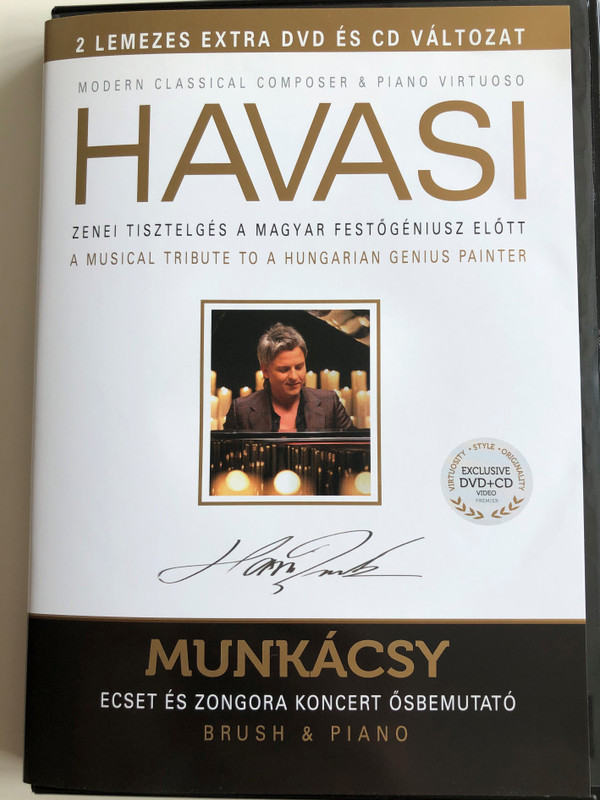 2 LEMEZES EXTRA DVD ÉS CD VÁLTOZAT
MODERN CLASSICAL COMPOSER & PIANO VIRTUOSO
HAVASI
ZENEI TISZTELGÉS A MAGYAR FESTŐGÉNIUSZ ELŐTT
A MUSICAL TRIBUTE TO A HUNGARIAN GENIUS PAINTER
VIRTUOSITY • STYLE • ORIGINALITY
EXCLUSIVE
DVD+CD
VIDEO
PREMIER
MUNKÁCSY
ECSET ÉS ZONGORA KONCERT ŐSBEMUTATÓ
BRUSH & PIANO